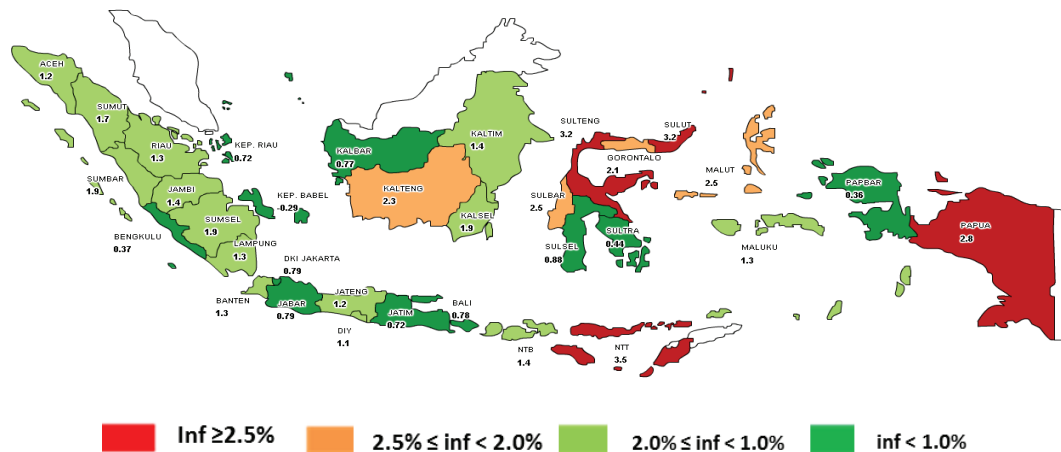 ACEH
1.2
SUMUT
1.7
RIAU
1.3
KEP. RIAU
0.72
SUMBAR
1.9
JAMBI
1.4
KEP. BABEL
-0.29
SUMSEL
1.9
BENGKULU
0.37
LAMPUNG
1.3
DKI JAKARTA
0.79
BANTEN
1.3
JABAR
0.79
JATENG
1.2
DIY
1.1
JATIM
0.72
BALI
0.78
NTB
1.4
NTT
3.5
KALBAR
0.77
KALTENG
2.3
KALTIM
1.4
KALSEL
1.9
SULTENG
3.2
SULUT
3.2
GORONTALO
2.1
SULBAR
2.5
SULSEL
0.88
SULTRA
0.44
MALUT
2.5
MALUKU
1.3
PAPBAR
0.36
PAPUA
2.8
Inf ≥2.5%
2.5% ≤ inf < 2.0%
2.0% ≤ inf < 1.0%
inf < 1.0%